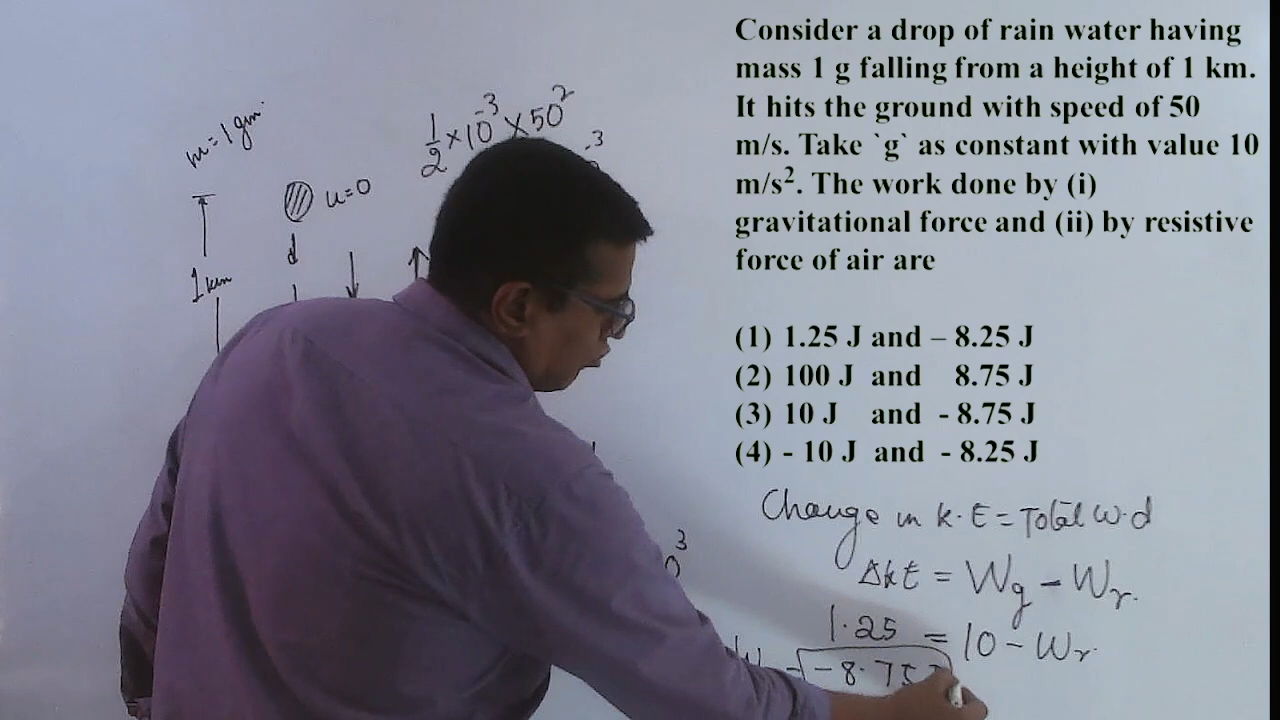 Consider a drop of rain water having
mass 1 g falling from a height of 1 km.
It hits the ground with speed of 50
m/s. Take `g` as constant with value 10
m/s². The work done by (i)
gravitational force and (ii) by resistive
force of air are
(1) 1.25 J and – 8.25 J
(2) 100 J and 8.75 J
(3) 10 J and - 8.75 J
(4) - 10 J and - 8.25 J
m=1gm
1/2×10⁻³×50²
-3
u=0
d
1km
0³
Change in K.E = Total W.d
ΔKE = Wg - Wr.
1.25 = 10 - Wr.
-8.75